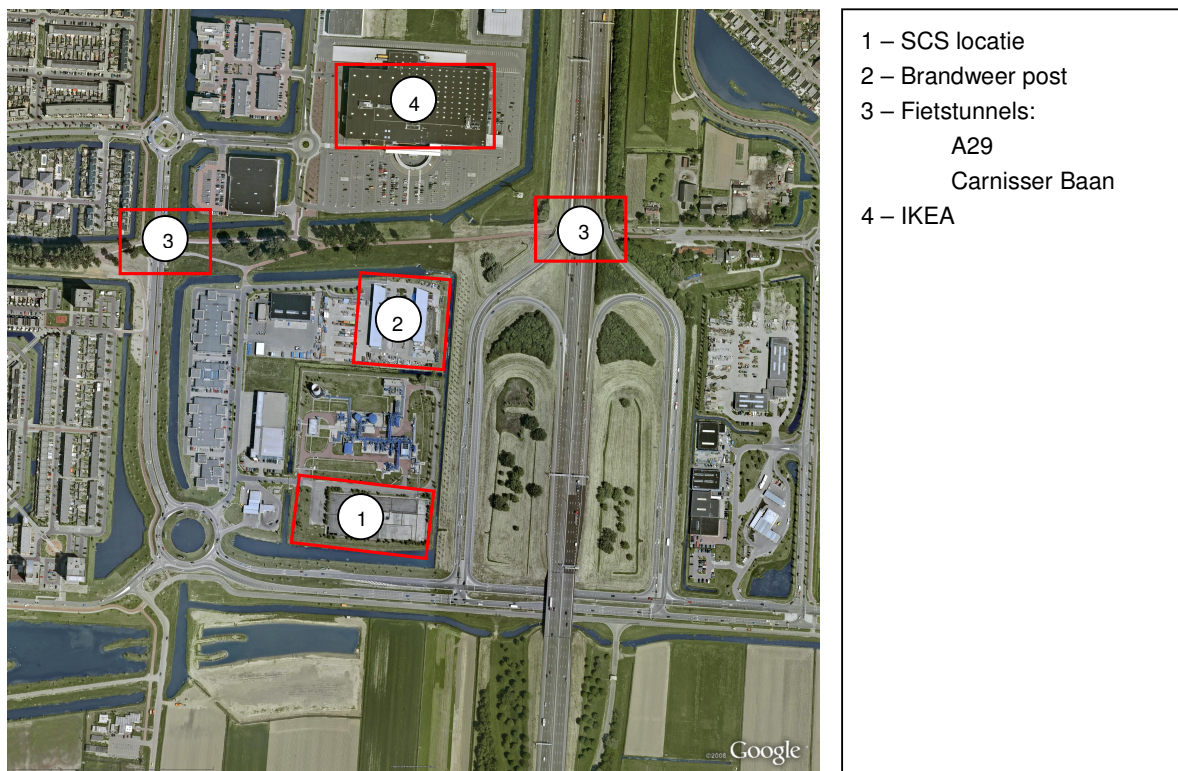 4
3
3
2
1
©2008 Google
1 – SCS locatie
2 – Brandweer post
3 – Fietstunnels:
A29
Carnisser Baan
4 – IKEA